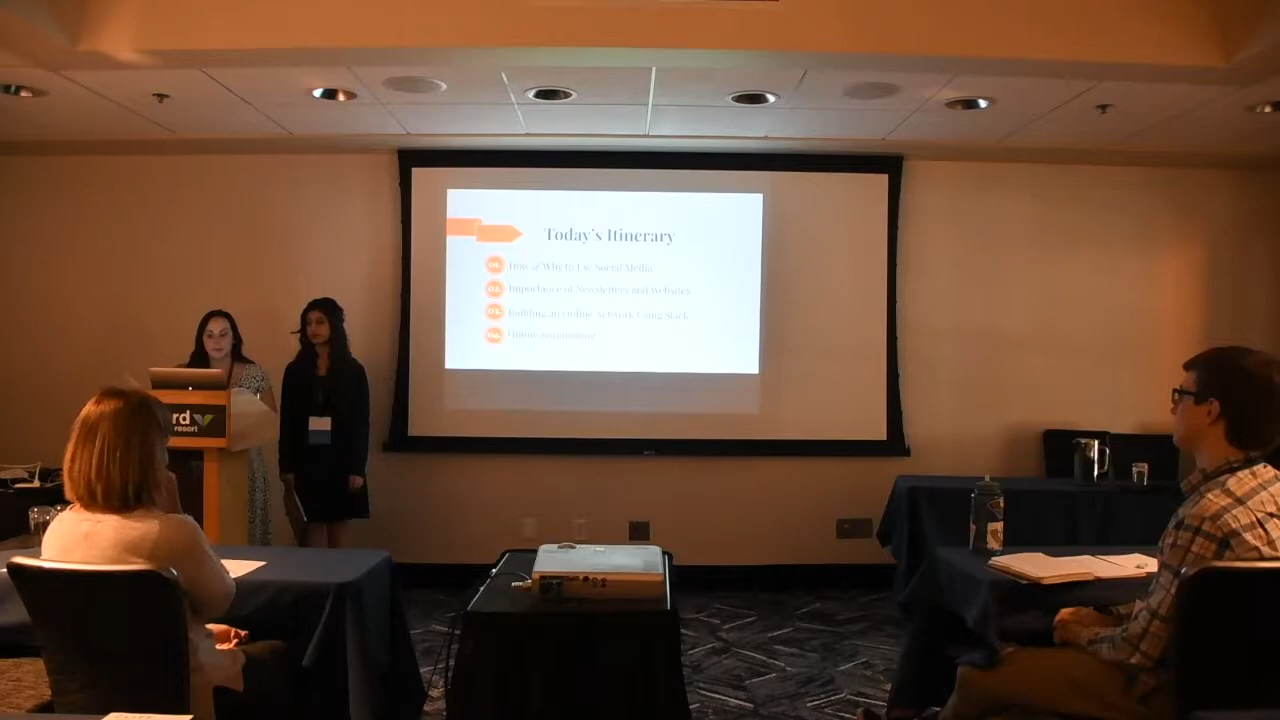 Today's Itinerary
01. How & Why to Use Social Media
02. Importance of Newsletters and Websites
03. Building an Online Network Using Slack
04.
rd
resort